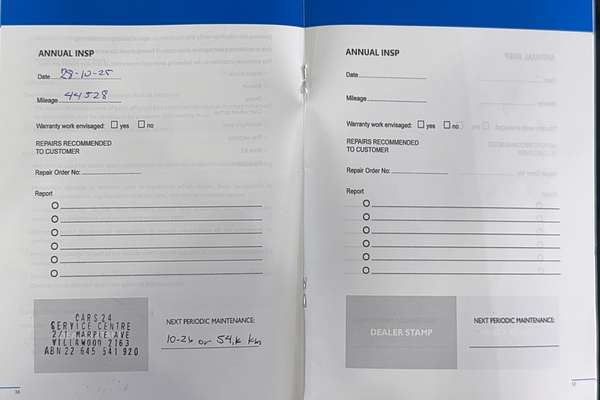 ANNUAL INSP
Date 28-10-25
Mileage 44528
Warranty work envisaged: yes no
REPAIRS RECOMMENDED
TO CUSTOMER
Repair Order No:
Report
CARS 24
SERVICE CENTRE
2/1 MARPLE AVE
VILLAWOOD 2163
ABN 22 645 541 920
NEXT PERIODIC MAINTENANCE:
10-26 or 54,k km
ANNUAL INSP
Date
Mileage
Warranty work envisaged: yes no
REPAIRS RECOMMENDED
TO CUSTOMER
Repair Order No:
Report
DEALER STAMP
NEXT PERIODIC MAINTENANCE: